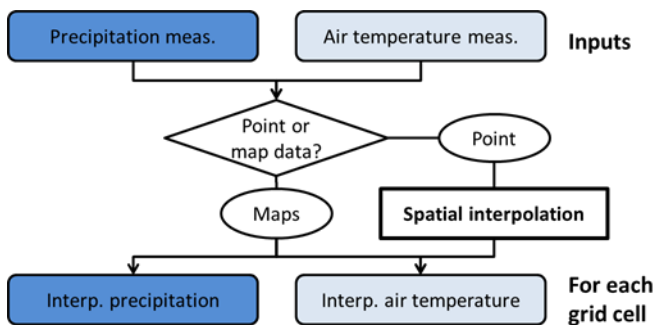 Precipitation meas.
Air temperature meas.
Inputs
Point or
map data?
Point
Maps
Spatial interpolation
Interp. precipitation
Interp. air temperature
For each
grid cell